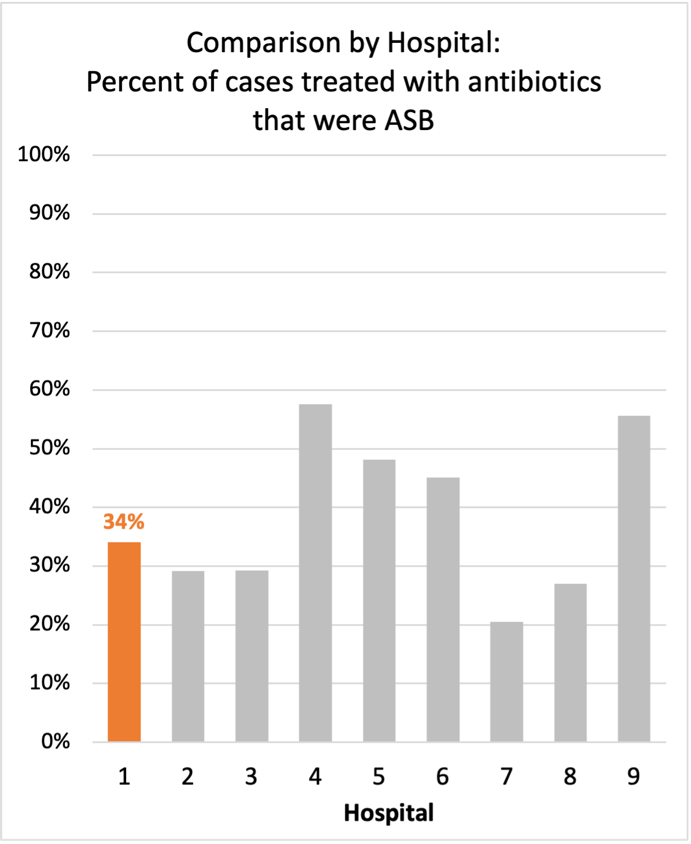 Comparison by Hospital:
Percent of cases treated with antibiotics
that were ASB
100%
90%
80%
70%
60%
50%
40%
34%
30%
20%
10%
0%
1 2 3 4 5 6 7 8 9
Hospital